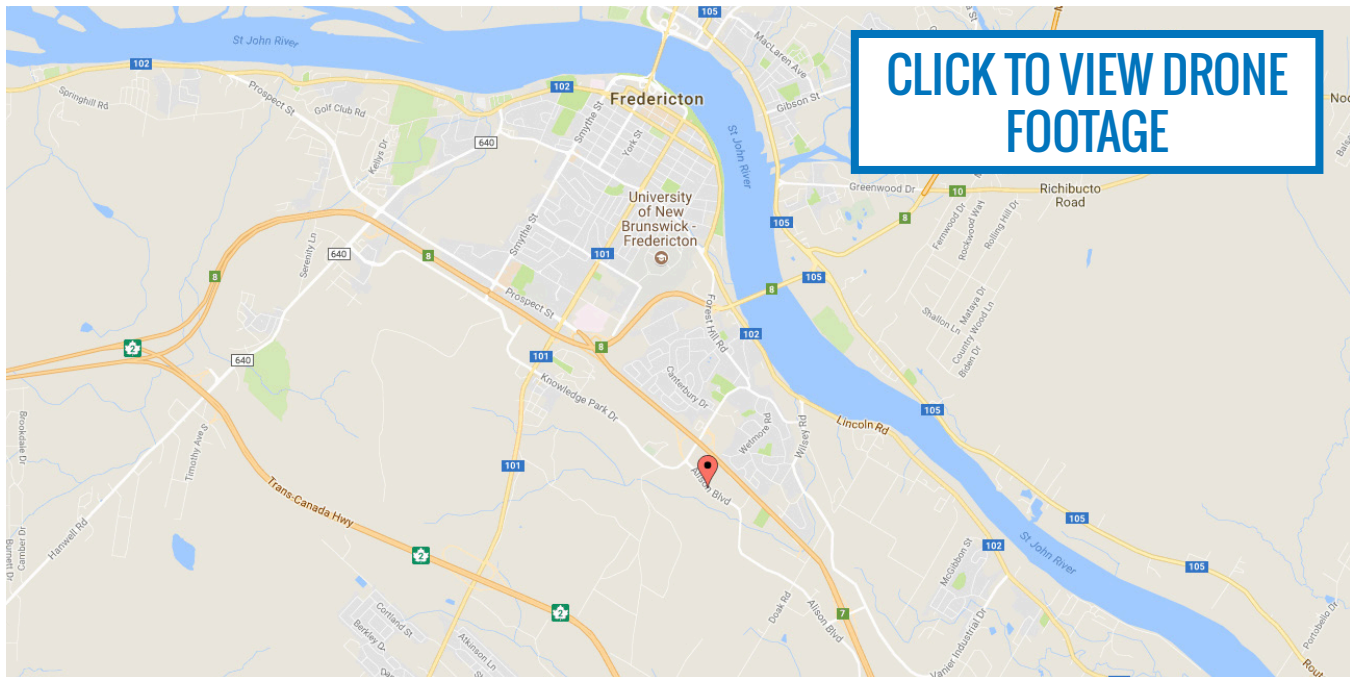 CLICK TO VIEW DRONE
FOOTAGE
105
St John River
MacLaren Ave
102
Springhill Rd
Prospect St
Golf Club Rd
102
Fredericton
Gibson St
Smythe St
York St
640
Kellys Dr
St John River
Greenwood Dr
10
Richibucto
Road
University
of New
Brunswick -
Fredericton
105
8
Fernwood Dr
Rockwood Way
Rolling Hill Dr
Smythe St
Serenity Ln
640
8
101
8
105
8
Prospect St
Forest Hill Rd
Shallon Ln
Mataya Dr
Country Wood Ln
Biden Dr
102
2
8
640
101
Knowledge Park Dr
Canterbury Dr
105
Lincoln Rd
Wetmore Rd
Wilsey Rd
Brookdale Dr
Timothy Ave S
101
Alison Blvd
Trans-Canada Hwy
Hanwell Rd
Camber Dr
Burnett Dr
105
St John River
102
2
McGibbon St
105
2
Cortland St
Berkley Dr
Atkinson Ln
Doak Rd
Alison Blvd
7
Vanier Industrial Dr
Portobello Dr